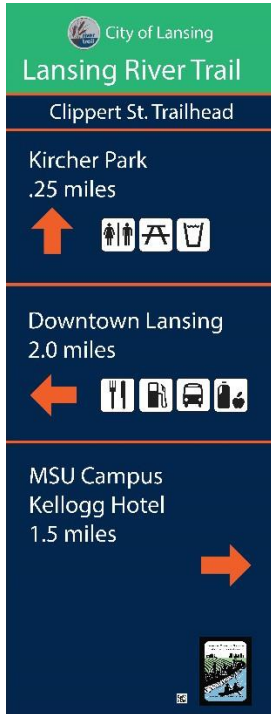 City of Lansing
Lansing River Trail
Clippert St. Trailhead
Kircher Park
.25 miles
Downtown Lansing
2.0 miles
MSU Campus
Kellogg Hotel
1.5 miles